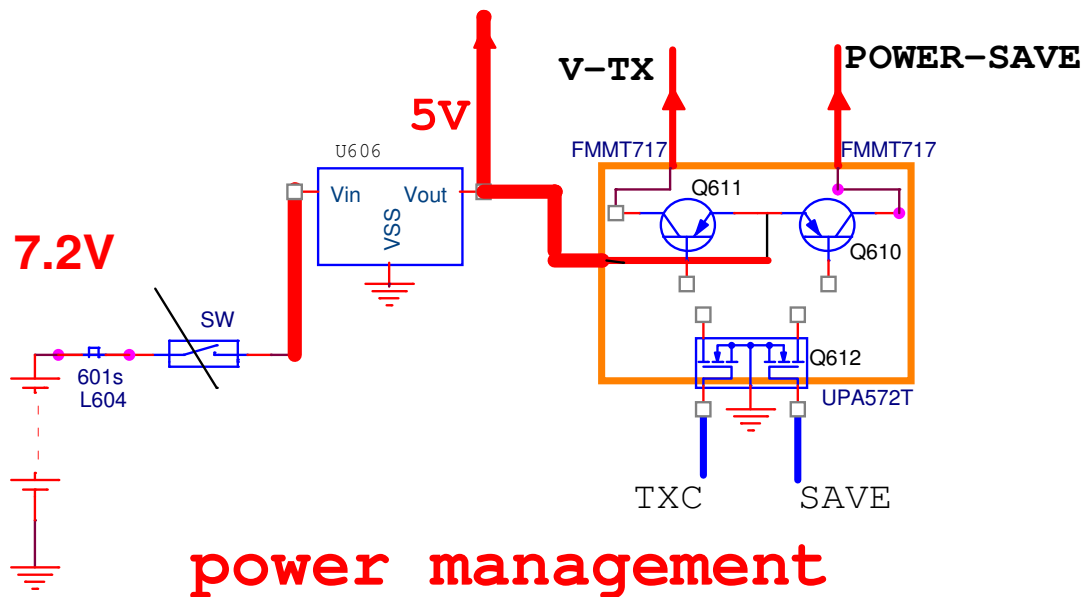 V-TX
POWER-SAVE
5V
U606
FMMT717
FMMT717
Vin
Vout
VSS
Q611
Q610
7.2V
SW
601s
L604
Q612
UPA572T
TXC
SAVE
power management